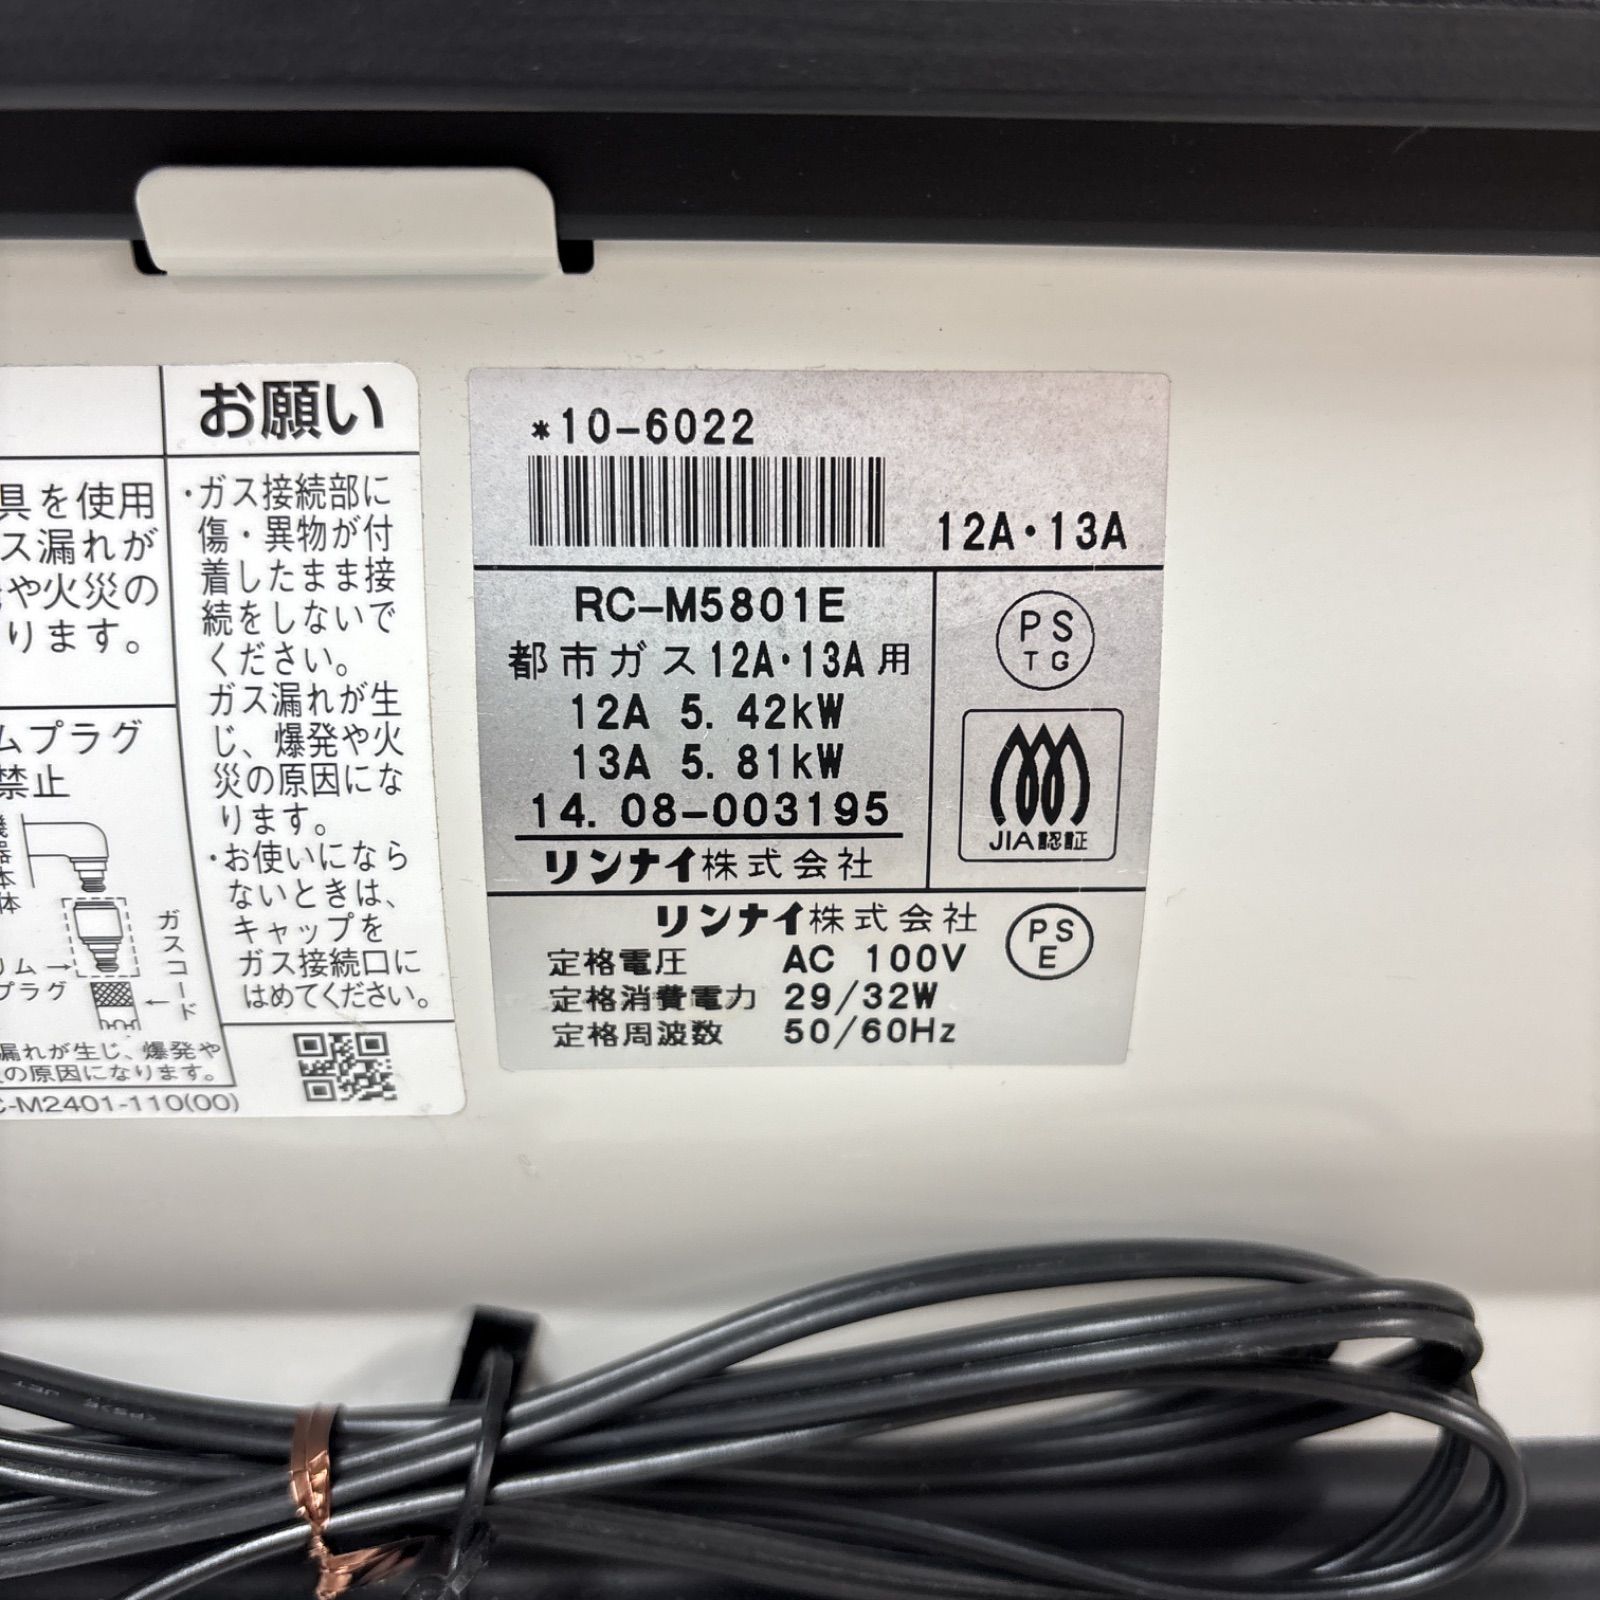 お願い
具を使用
ス漏れが
や火災の
ります。
・ガス接続部に
傷・異物が付
着したまま接
続をしないで
ください。
ガス漏れが生
じ、爆発や火
災の原因にな
ります。
・お使いになら
ないときは、
キャップを
ガス接続口に
はめてください。
ムプラグ
禁止
機
器
本
体
ガスコード
リム→
プラグ
漏れが生じ、爆発や
の原因になります。
C-M2401-110(00)
*10-6022
12A・13A
RC-M5801E
都市ガス12A・13A用
12A 5. 42kW
13A 5. 81kW
14. 08-003195
リンナイ株式会社
PS
TG
JIA認証
リンナイ株式会社
PS
E
定格電圧 AC 100V
定格消費電力 29/32W
定格周波数 50/60Hz